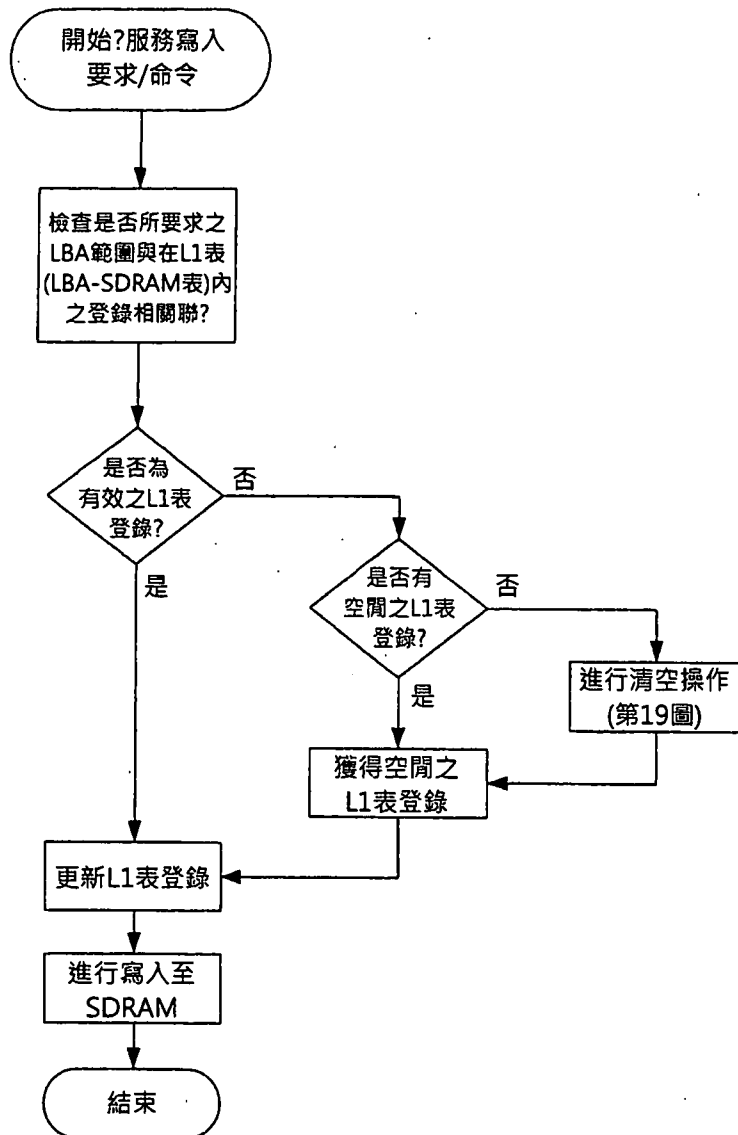 開始?服務寫入
要求/命令
檢查是否所要求之
LBA範圍與在L1表
(LBA-SDRAM表)內
之登錄相關聯?
是否為
有效之L1表
登錄?
否
是
是否有
空閒之L1表
登錄?
否
是
進行清空操作
(第19圖)
獲得空閒之
L1表登錄
更新L1表登錄
進行寫入至
SDRAM
結束